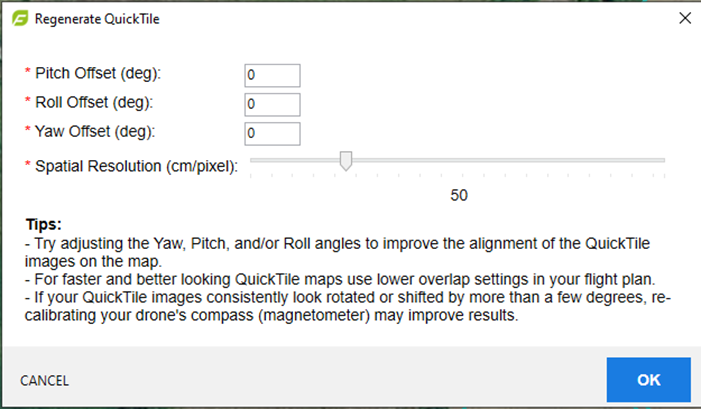 Regenerate QuickTile
* Pitch Offset (deg): 0
* Roll Offset (deg): 0
* Yaw Offset (deg): 0
* Spatial Resolution (cm/pixel):
50
Tips:
- Try adjusting the Yaw, Pitch, and/or Roll angles to improve the alignment of the QuickTile
images on the map.
- For faster and better looking QuickTile maps use lower overlap settings in your flight plan.
- If your QuickTile images consistently look rotated or shifted by more than a few degrees, re-
calibrating your drone's compass (magnetometer) may improve results.
CANCEL OK